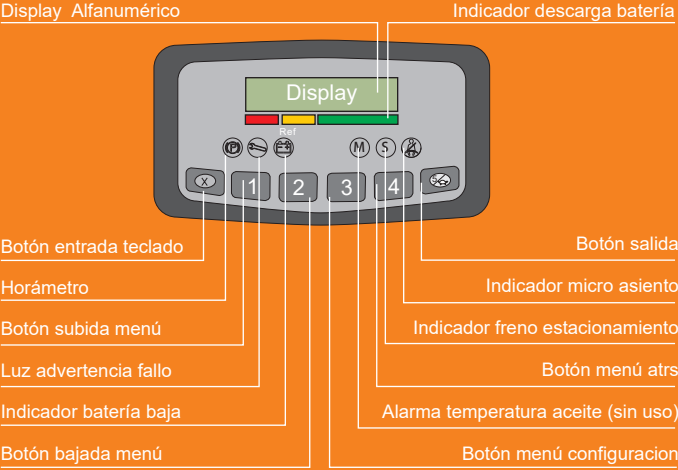 Display Alfanumérico
Indicador descarga batería
Display
Ref
P
M
S
X
1
2
3
4
Botón entrada teclado
Botón salida
Horámetro
Indicador micro asiento
Botón subida menú
Indicador freno estacionamiento
Luz advertencia fallo
Botón menú atrs
Indicador batería baja
Alarma temperatura aceite (sin uso)
Botón bajada menú
Botón menú configuracion